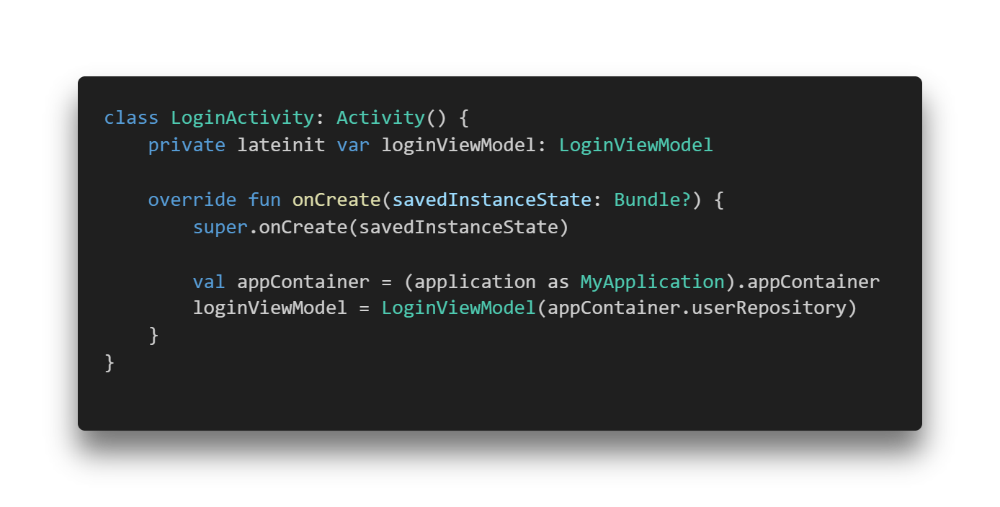 class LoginActivity: Activity() {
    private lateinit var loginViewModel: LoginViewModel

    override fun onCreate(savedInstanceState: Bundle?) {
        super.onCreate(savedInstanceState)

        val appContainer = (application as MyApplication).appContainer
        loginViewModel = LoginViewModel(appContainer.userRepository)
    }
}